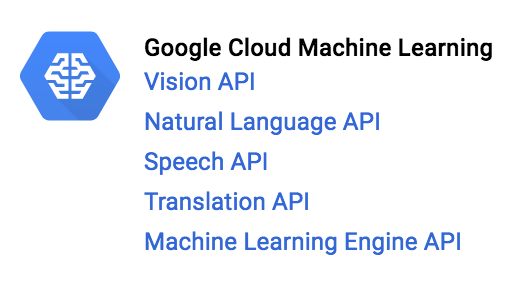 Google Cloud Machine Learning
Vision API
Natural Language API
Speech API
Translation API
Machine Learning Engine API